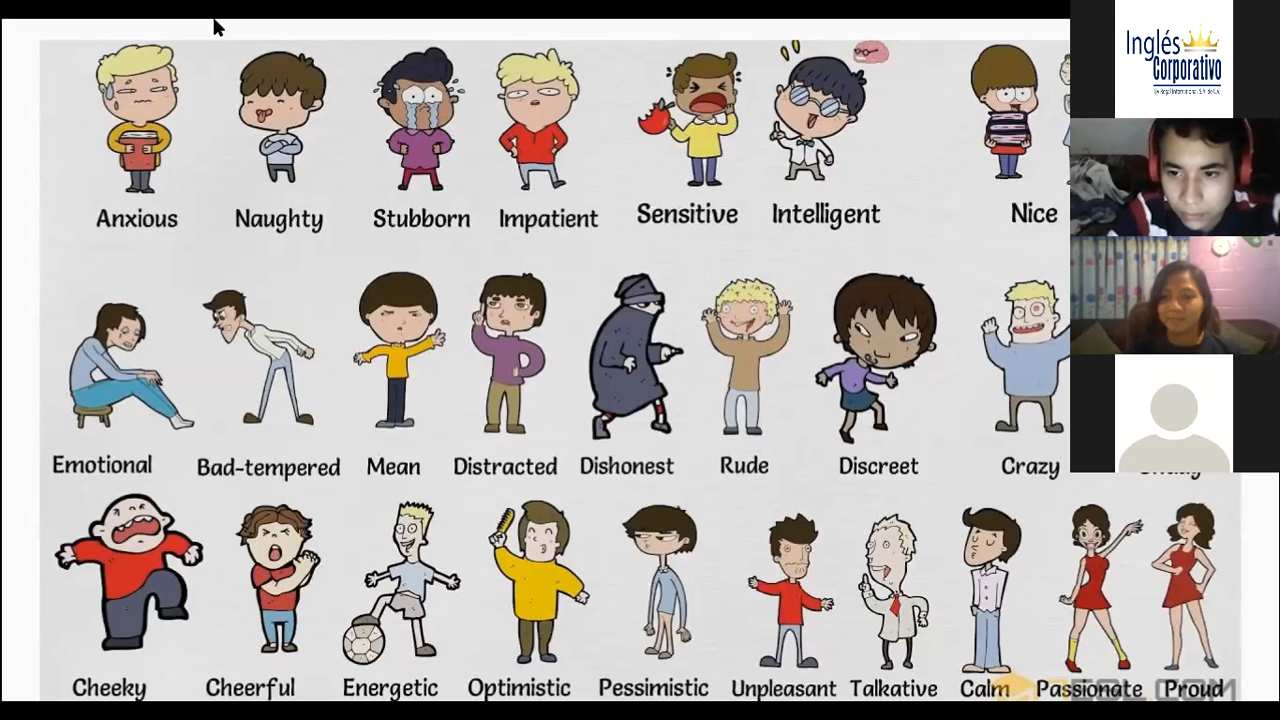 Inglés
Corporativo
Anxious Naughty Stubborn Impatient Sensitive Intelligent Nice
Emotional Bad-tempered Mean Distracted Dishonest Rude Discreet Crazy
Cheeky Cheerful Energetic Optimistic Pessimistic Unpleasant Talkative Calm Passionate Proud